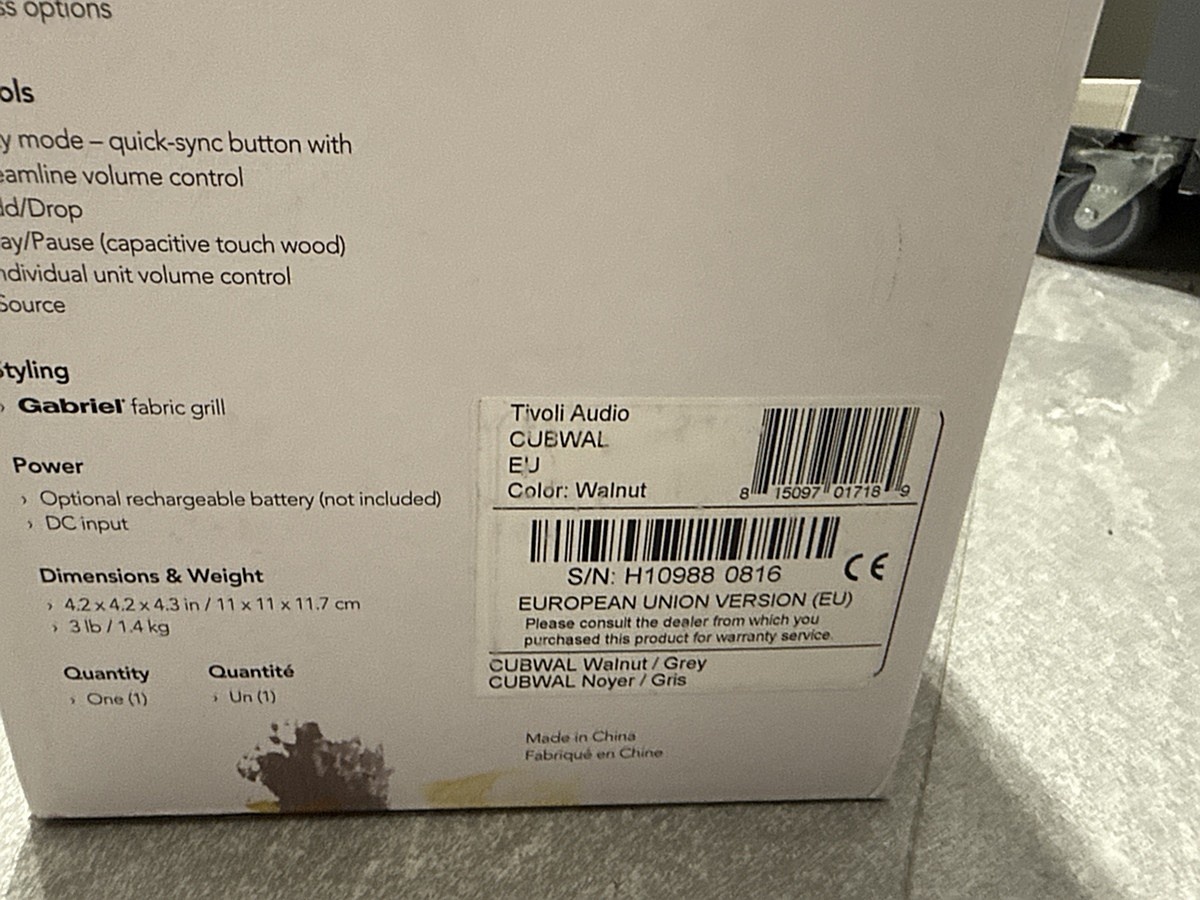 ss options
ols
y mode – quick-sync button with
eamline volume control
dd/Drop
ay/Pause (capacitive touch wood)
ndividual unit volume control
Source
Styling
› Gabriel® fabric grill
Power
› Optional rechargeable battery (not included)
› DC input
Dimensions & Weight
› 4.2 x 4.2 x 4.3 in / 11 x 11 x 11.7 cm
› 3 lb / 1.4 kg
Quantity
› One (1)
Quantité
› Un (1)
Tivoli Audio
CUBWAL
EU
Color: Walnut
8 15097 01718 9
S/N: H10988 0816
CE
EUROPEAN UNION VERSION (EU)
Please consult the dealer from which you
purchased this product for warranty service.
CUBWAL Walnut / Grey
CUBWAL Noyer / Gris
Made in China
Fabriqué en Chine